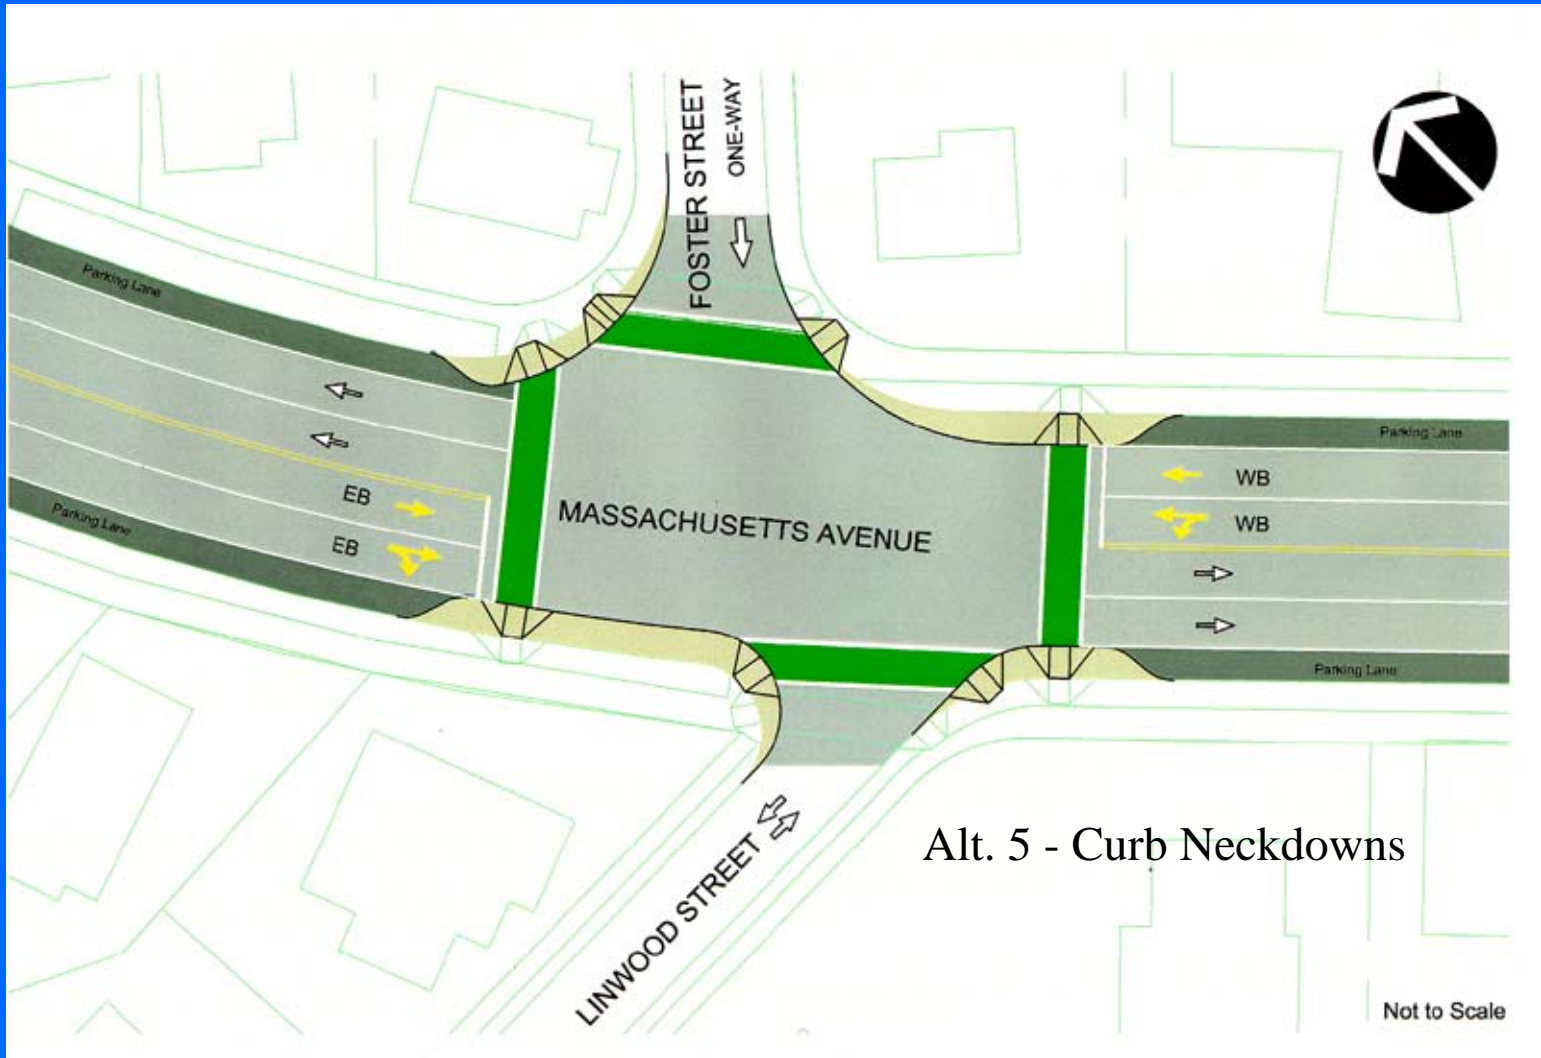 FOSTER STREET
ONE-WAY
Parking Lane
Parking Lane
WB
EB
MASSACHUSETTS AVENUE
WB
Parking Lane
EB
Parking Lane
Alt. 5 - Curb Neckdowns
LINWOOD STREET
Not to Scale